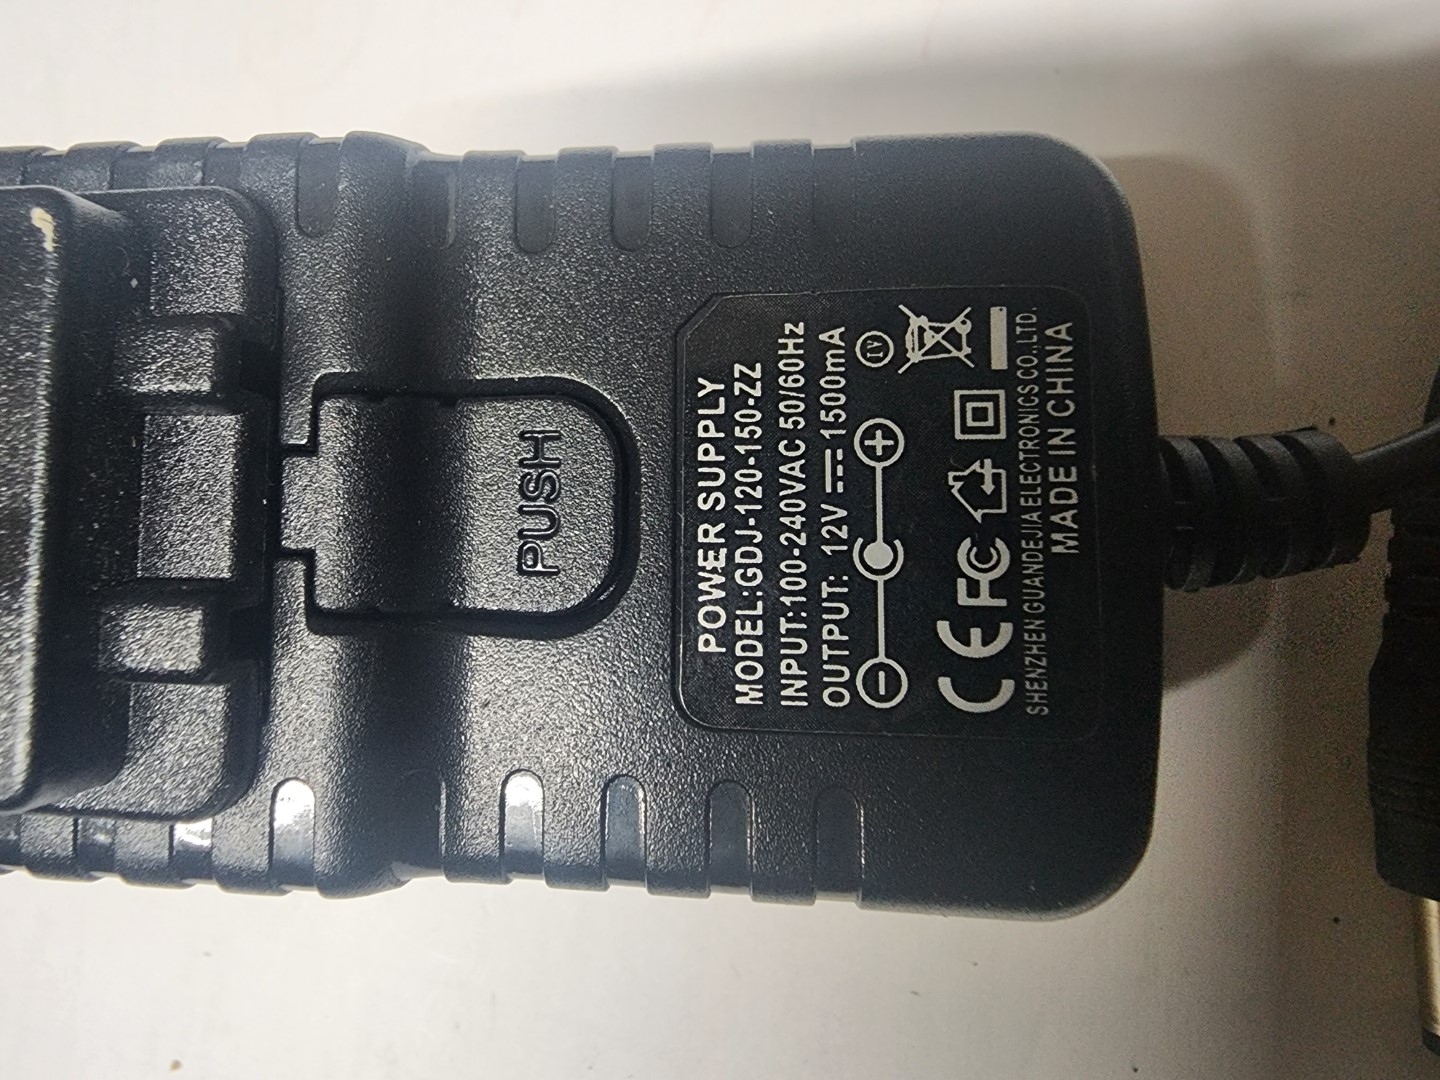 PUSH
POWER SUPPLY
MODEL:GDJ-120-150-ZZ
INPUT:100-240VAC 50/60Hz
OUTPUT: 12V ⎓ 1500mA
− +
IV
CE FC
SHENZHEN GUANDEJIA ELECTRONICS CO.,LTD.
MADE IN CHINA